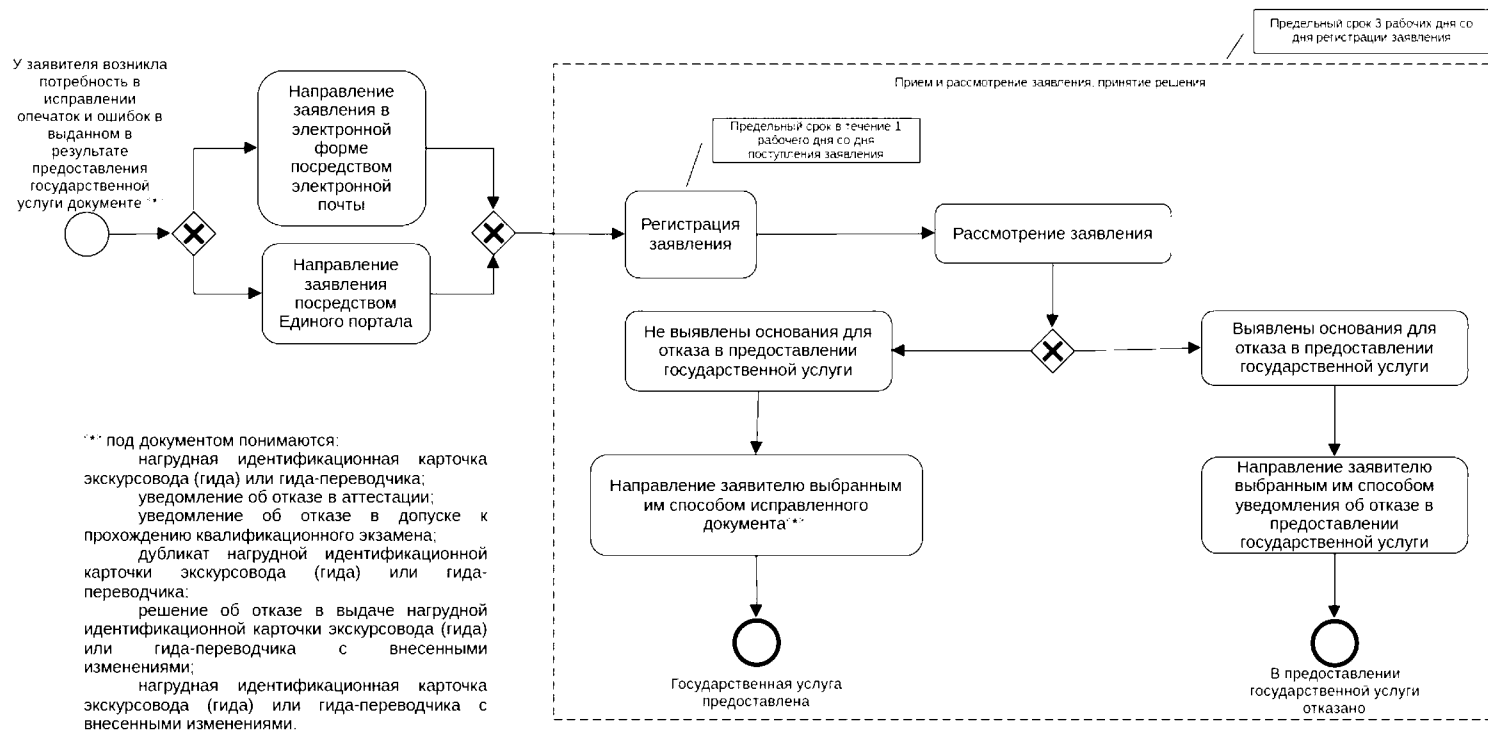 Предельный срок 3 рабочих дня со
дня регистрации заявления
У заявителя возникла
потребность в
исправлении
опечаток и ошибок в
выданном в
результате
предоставления
государственной
услуги документе "*"
Направление
заявления в
электронной
форме
посредством
электронной
почты
Направление
заявления
посредством
Единого портала
Прием и рассмотрение заявления, принятие решения
Предельный срок в течение 1
рабочего дня со дня
поступления заявления
Регистрация
заявления
Рассмотрение заявления
Не выявлены основания для
отказа в предоставлении
государственной услуги
Выявлены основания для
отказа в предоставлении
государственной услуги
Направление заявителю выбранным
им способом исправленного
документа"*"
Направление заявителю
выбранным им способом
уведомления об отказе в
предоставлении
государственной услуги
Государственная услуга
предоставлена
В предоставлении
государственной услуги
отказано
"*" под документом понимаются:
нагрудная идентификационная карточка
экскурсовода (гида) или гида-переводчика;
уведомление об отказе в аттестации;
уведомление об отказе в допуске к
прохождению квалификационного экзамена;
дубликат нагрудной идентификационной
карточки экскурсовода (гида) или гида-
переводчика;
решение об отказе в выдаче нагрудной
идентификационной карточки экскурсовода (гида)
или гида-переводчика с внесенными
изменениями;
нагрудная идентификационная карточка
экскурсовода (гида) или гида-переводчика с
внесенными изменениями.